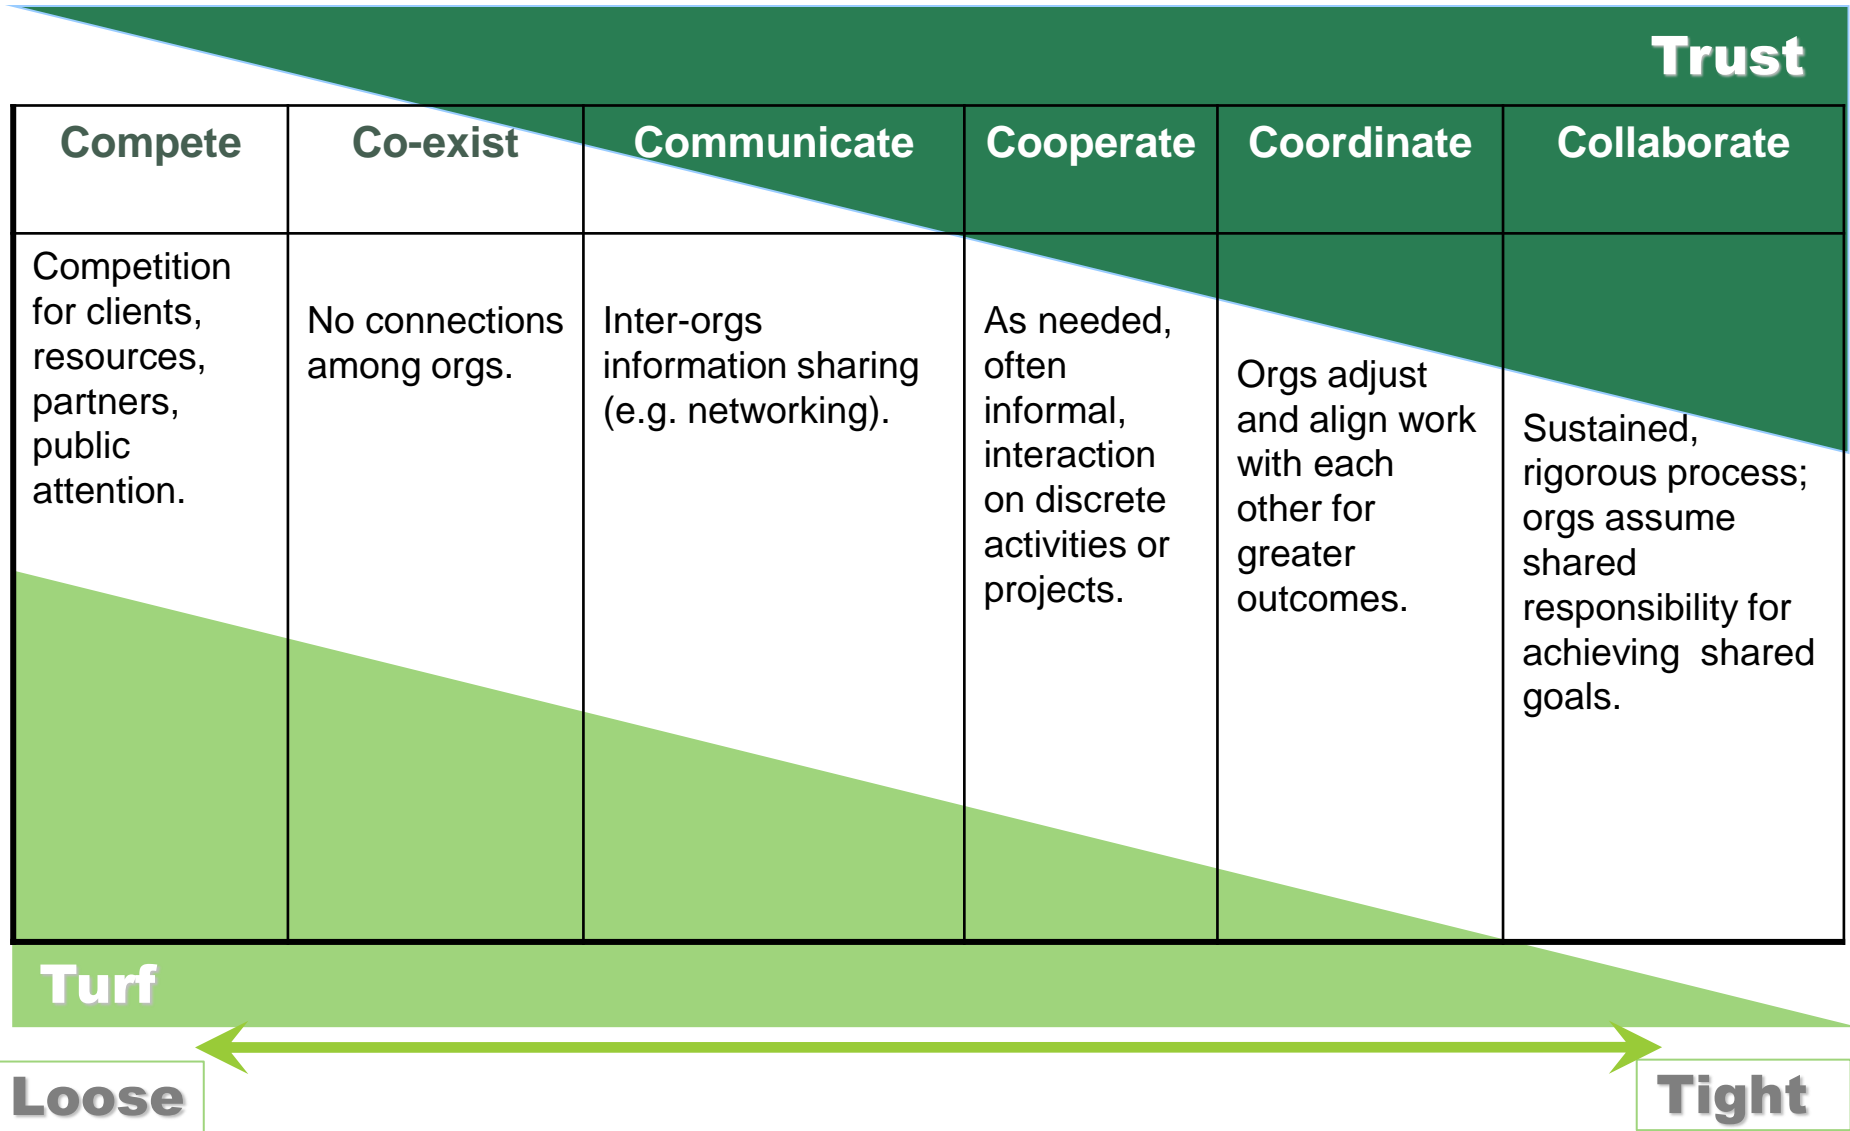 Trust
Compete
Co-exist
Communicate
Cooperate
Coordinate
Collaborate
Competition
for clients,
resources,
partners,
public
attention.
No connections
among orgs.
Inter-orgs
information sharing
(e.g. networking).
As needed,
often
informal,
interaction
on discrete
activities or
projects.
Orgs adjust
and align work
with each
other for
greater
outcomes.
Sustained,
rigorous process;
orgs assume
shared
responsibility for
achieving  shared
goals.
Turf
Loose
Tight